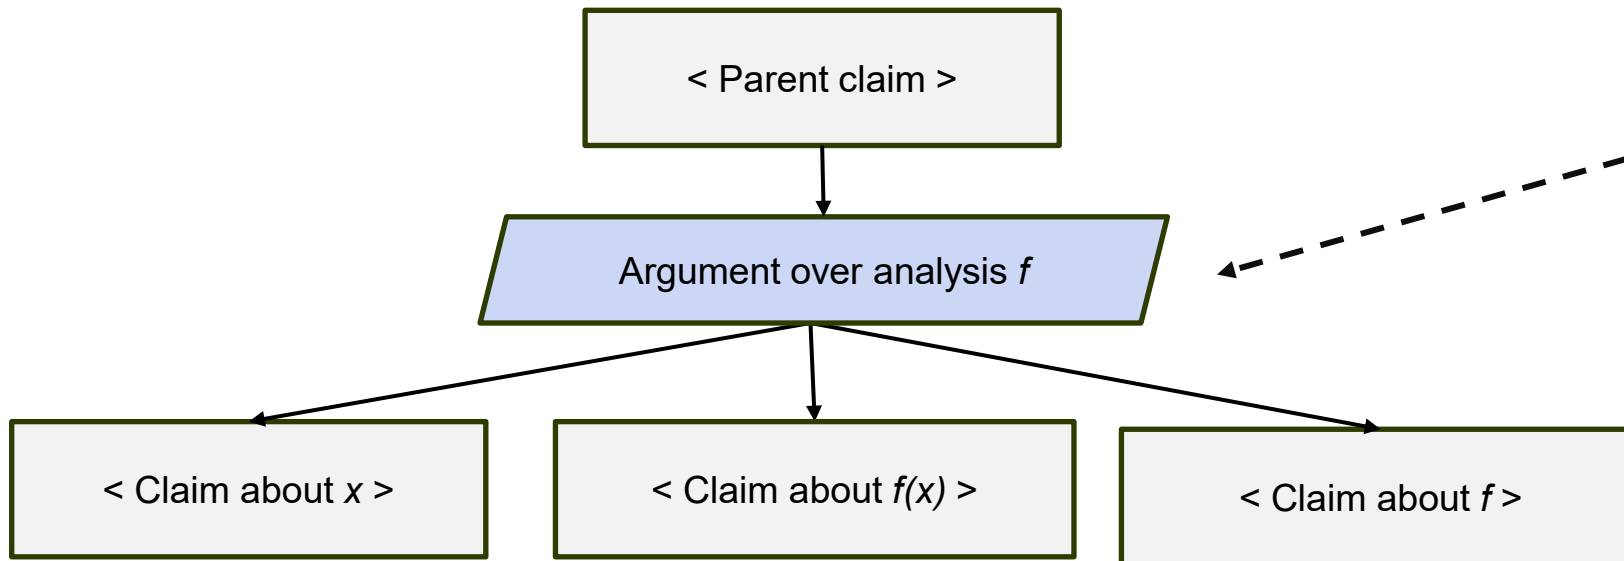 < Parent claim >
Argument over analysis f
< Claim about x >
< Claim about f(x) >
< Claim about f >